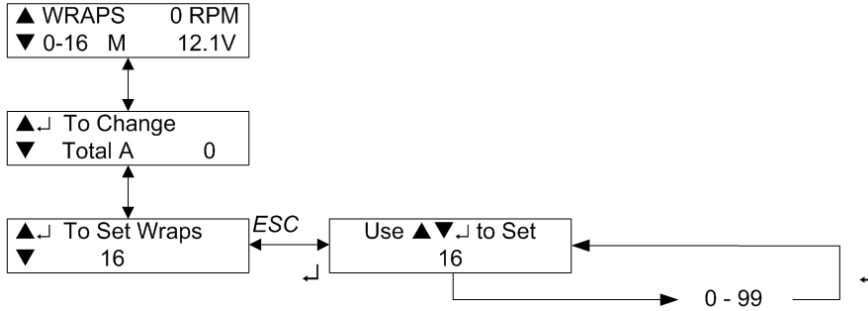 ▲ WRAPS 0 RPM
▼ 0-16 M 12.1V
▲↵ To Change
▼ Total A 0
▲↵ To Set Wraps
▼ 16
ESC
Use ▲▼↵ to Set
16
↵
0 - 99